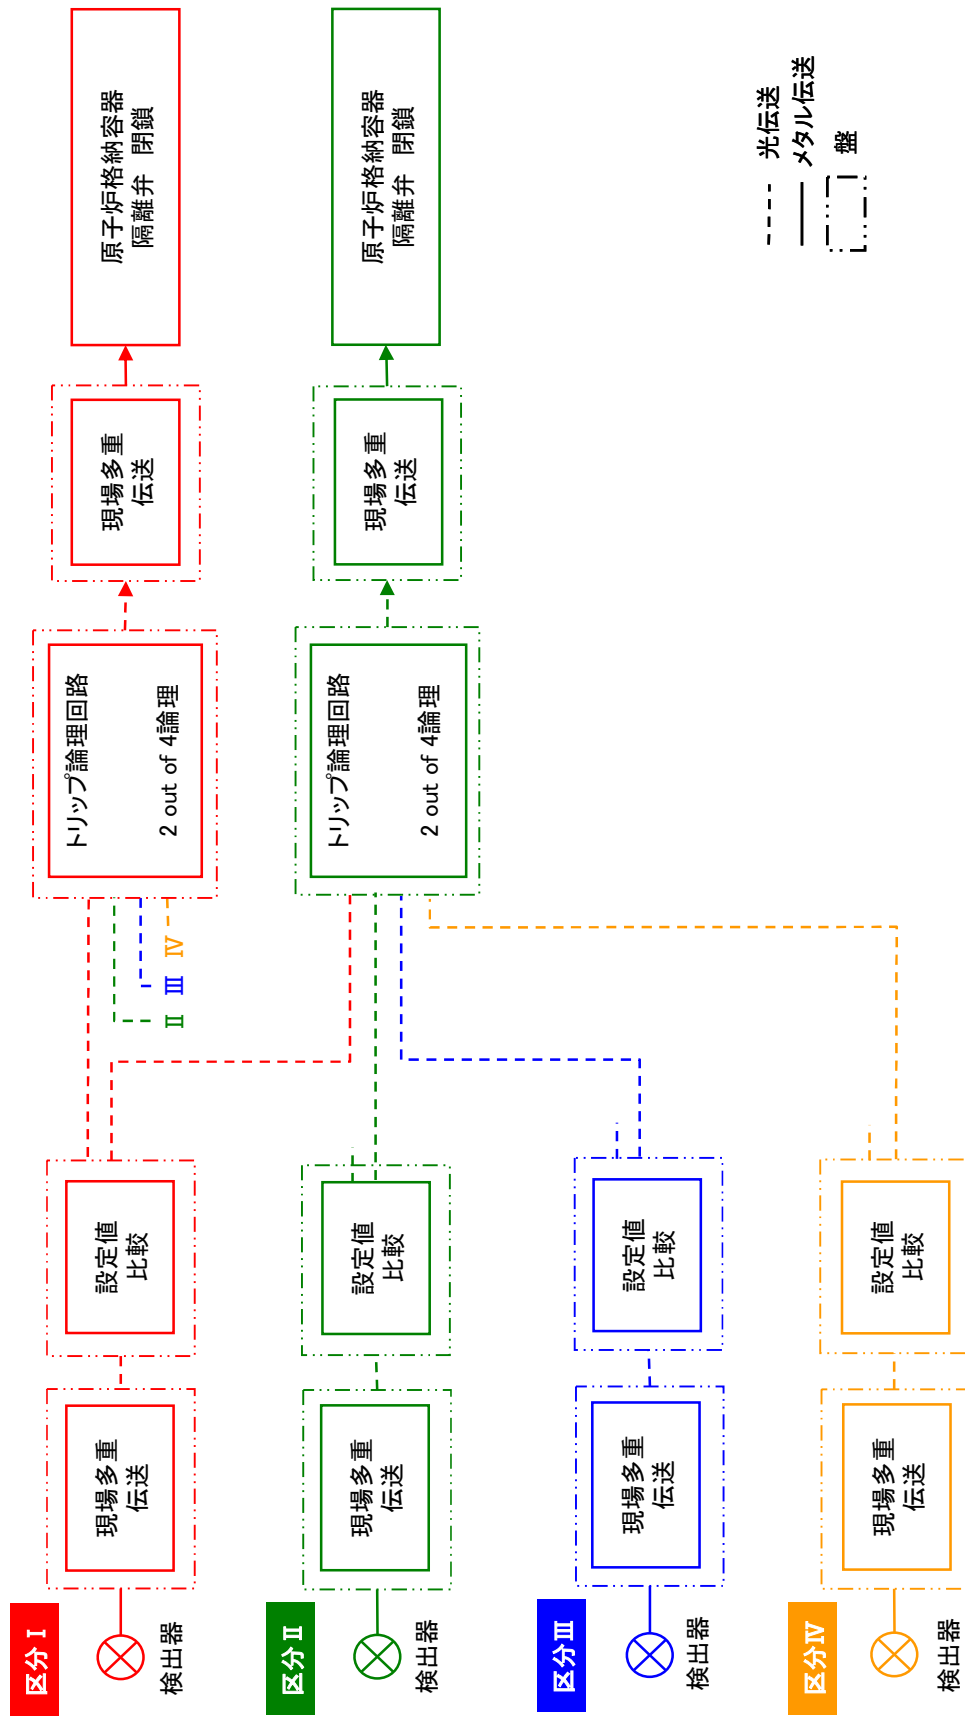 区分Ⅰ
検出器
現場多重
伝送
設定値
比較
トリップ論理回路
2 out of 4論理
現場多重
伝送
原子炉格納容器
隔離弁 閉鎖
Ⅱ
Ⅲ
Ⅳ
区分Ⅱ
検出器
現場多重
伝送
設定値
比較
トリップ論理回路
2 out of 4論理
現場多重
伝送
原子炉格納容器
隔離弁 閉鎖
区分Ⅲ
検出器
現場多重
伝送
設定値
比較
区分Ⅳ
検出器
現場多重
伝送
設定値
比較
光伝送
メタル伝送
盤